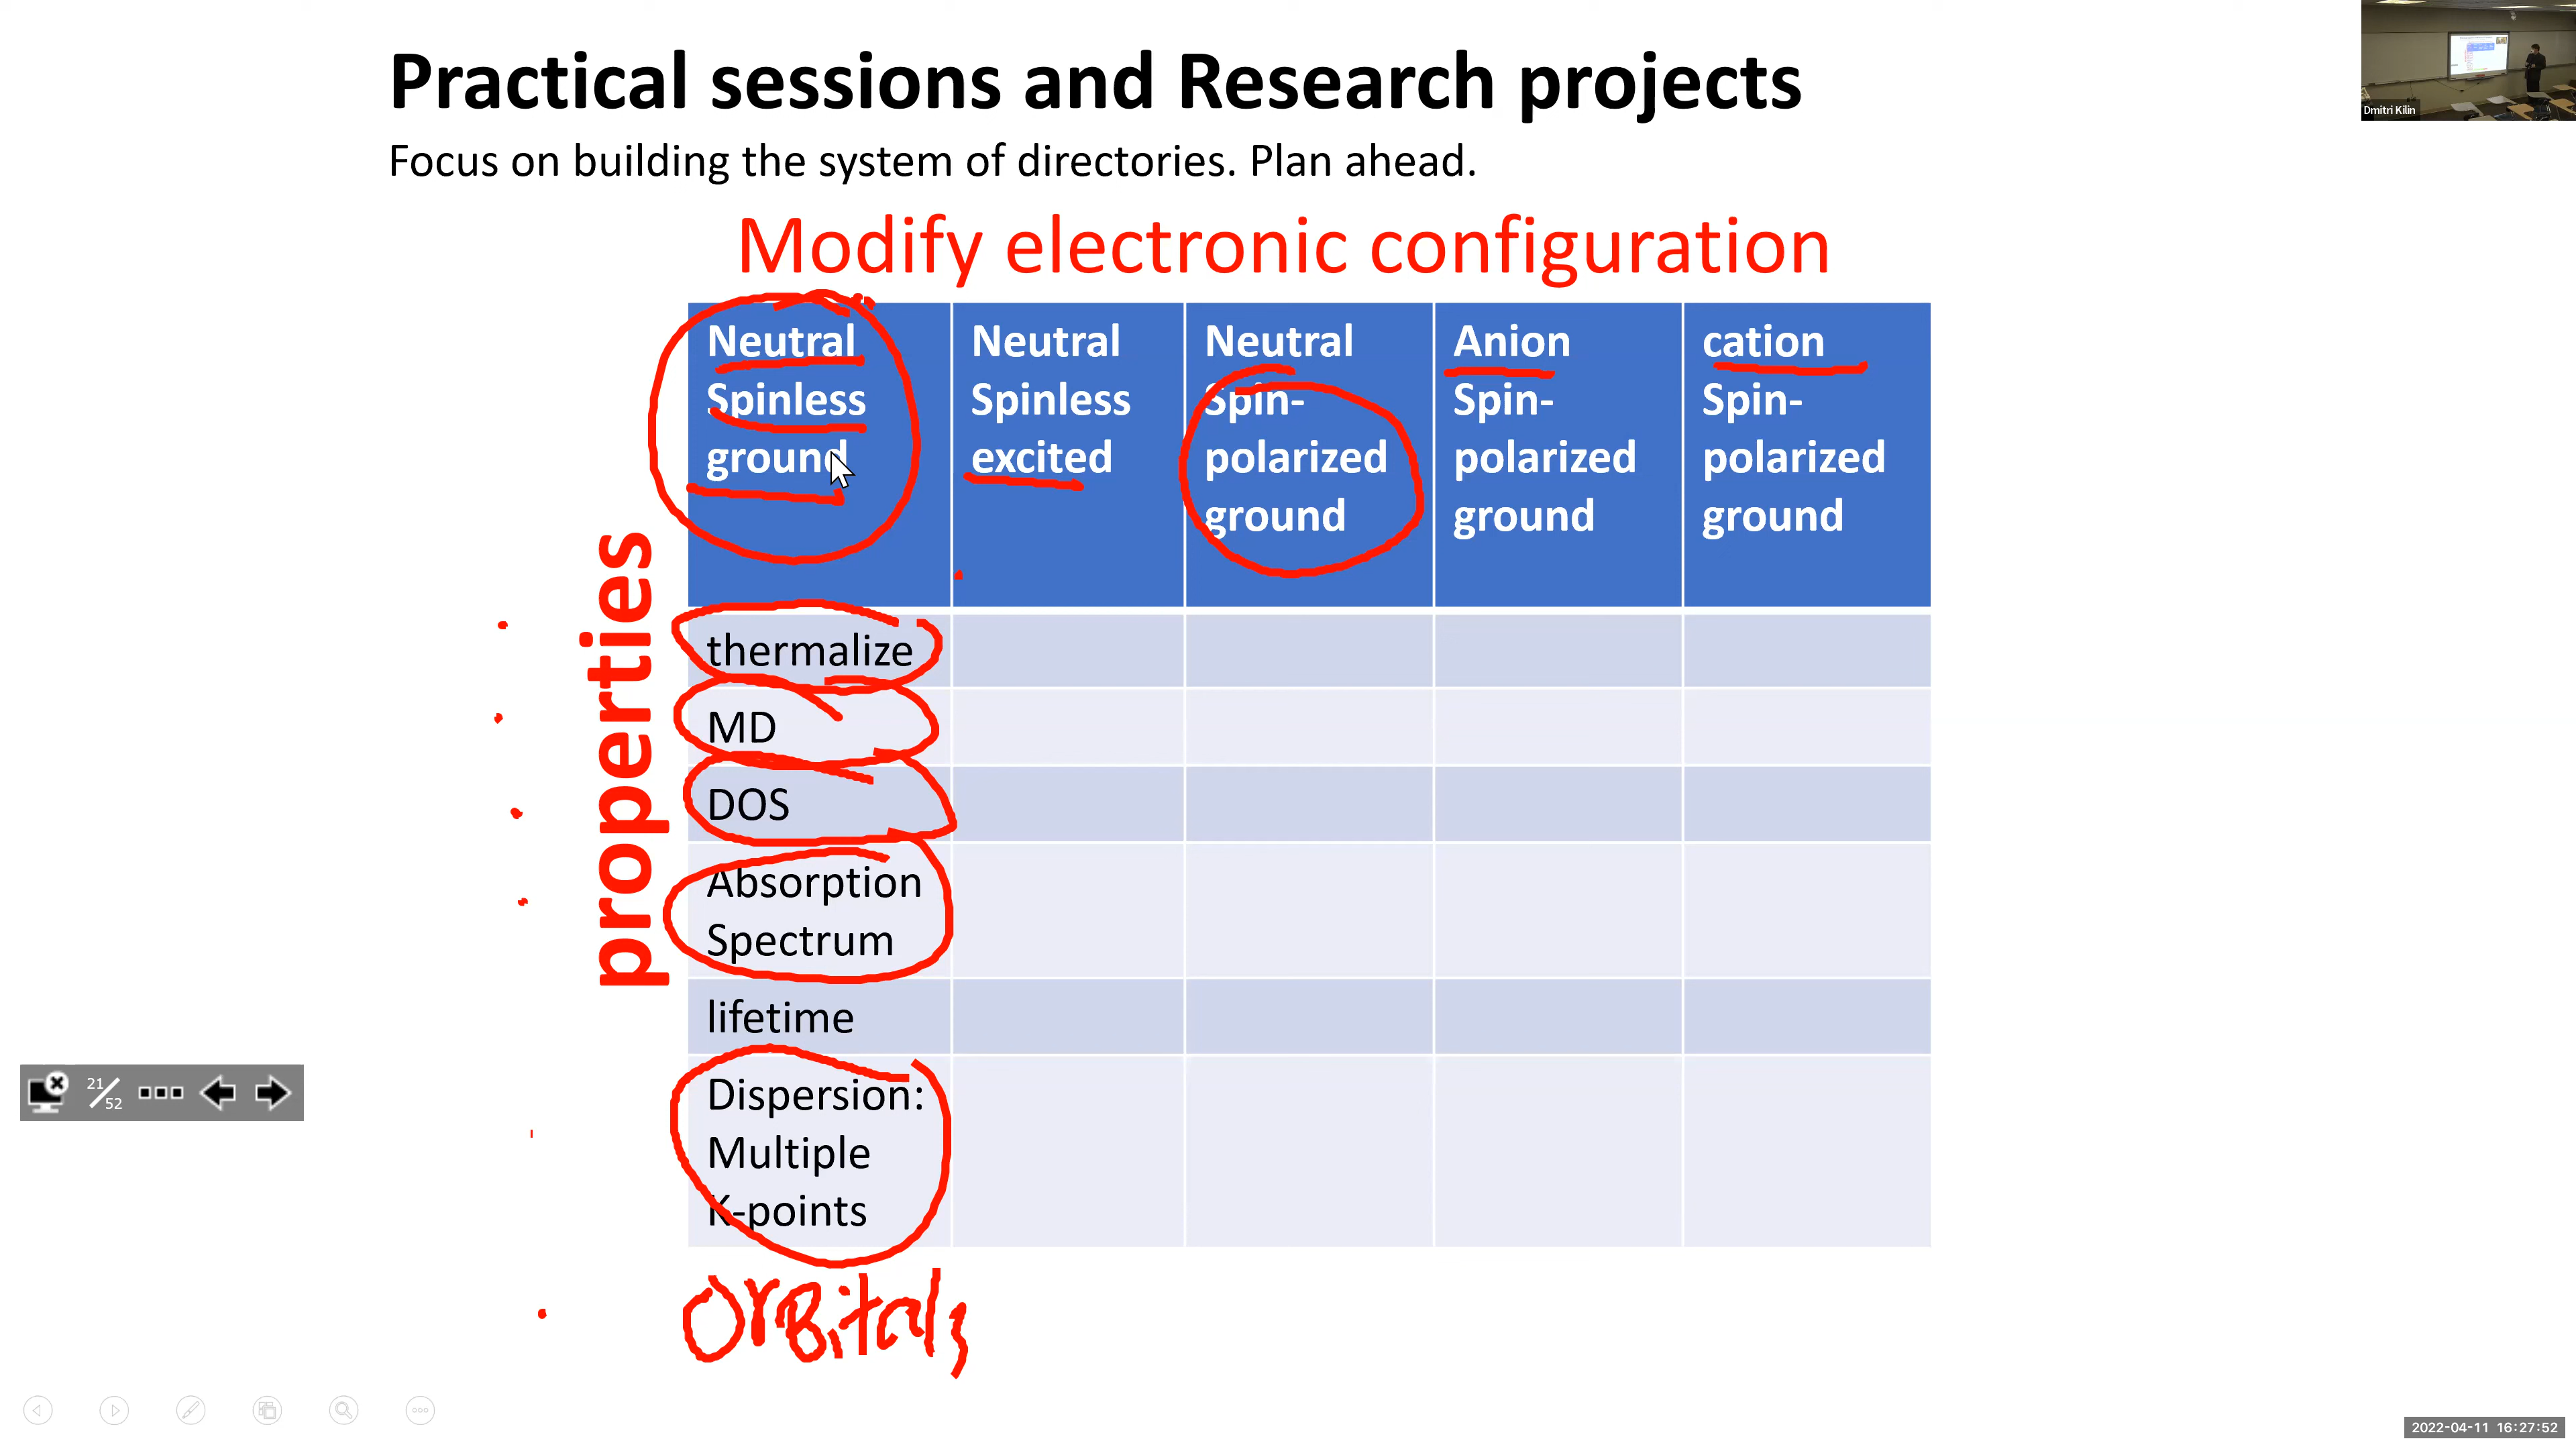 Practical sessions and Research projects
Dmitri Kilin
Focus on building the system of directories. Plan ahead.
Modify electronic configuration
properties
Neutral
Spinless
ground
Neutral
Spinless
excited
Neutral
Spin-
polarized
ground
Anion
Spin-
polarized
ground
cation
Spin-
polarized
ground
thermalize
MD
DOS
Absorption
Spectrum
lifetime
Dispersion:
Multiple
K-points
OrBitals
21/52
2022-04-11 16:27:52